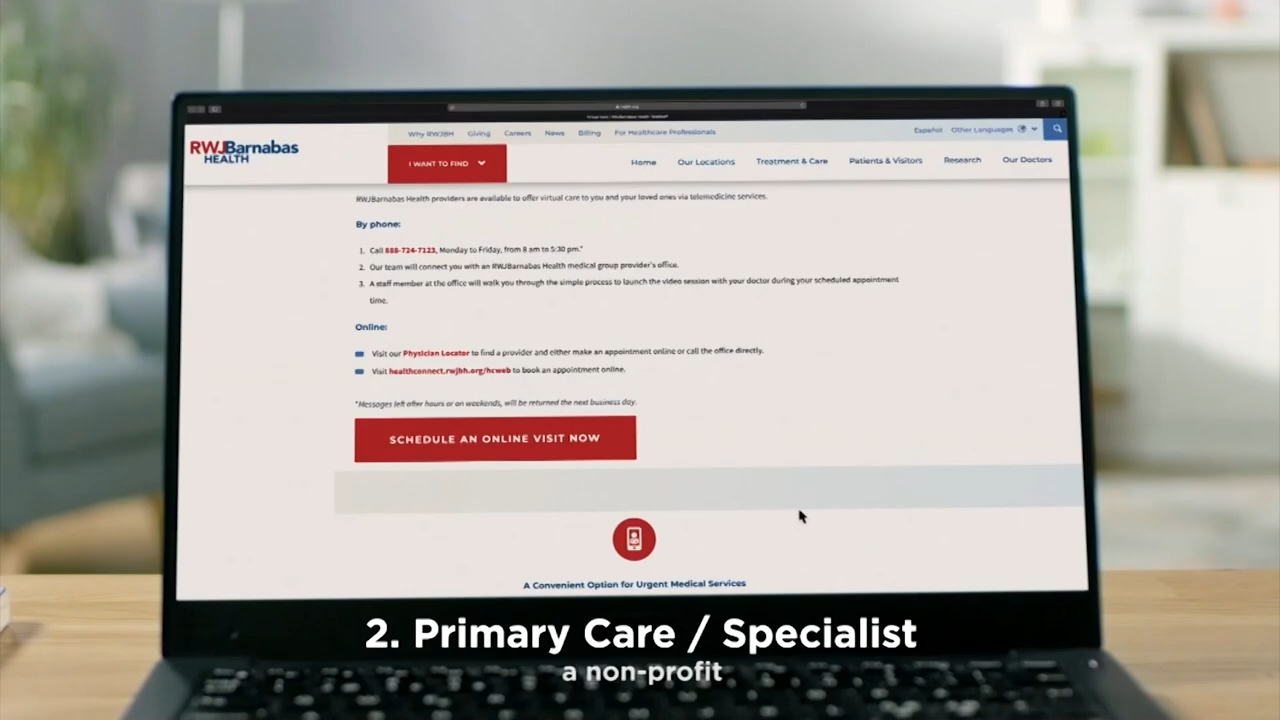 Why RWJBH Giving Careers News Billing For Healthcare Professionals Español Other Languages
RWJBarnabas
HEALTH
I WANT TO FIND
Home Our Locations Treatment & Care Patients & Visitors Research Our Doctors
RWJBarnabas Health providers are available to offer virtual care to you and your loved ones via telemedicine services.
By phone:
1. Call 888-724-7123, Monday to Friday, from 8 am to 5:30 pm.*
2. Our team will connect you with an RWJBarnabas Health medical group provider's office.
3. A staff member at the office will walk you through the simple process to launch the video session with your doctor during your scheduled appointment
time.
Online:
Visit our Physician Locator to find a provider and either make an appointment online or call the office directly.
Visit healthconnect.rwjbh.org/hcweb to book an appointment online.
*Messages left after hours or on weekends, will be returned the next business day.
SCHEDULE AN ONLINE VISIT NOW
A Convenient Option for Urgent Medical Services
2. Primary Care / Specialist
a non-profit